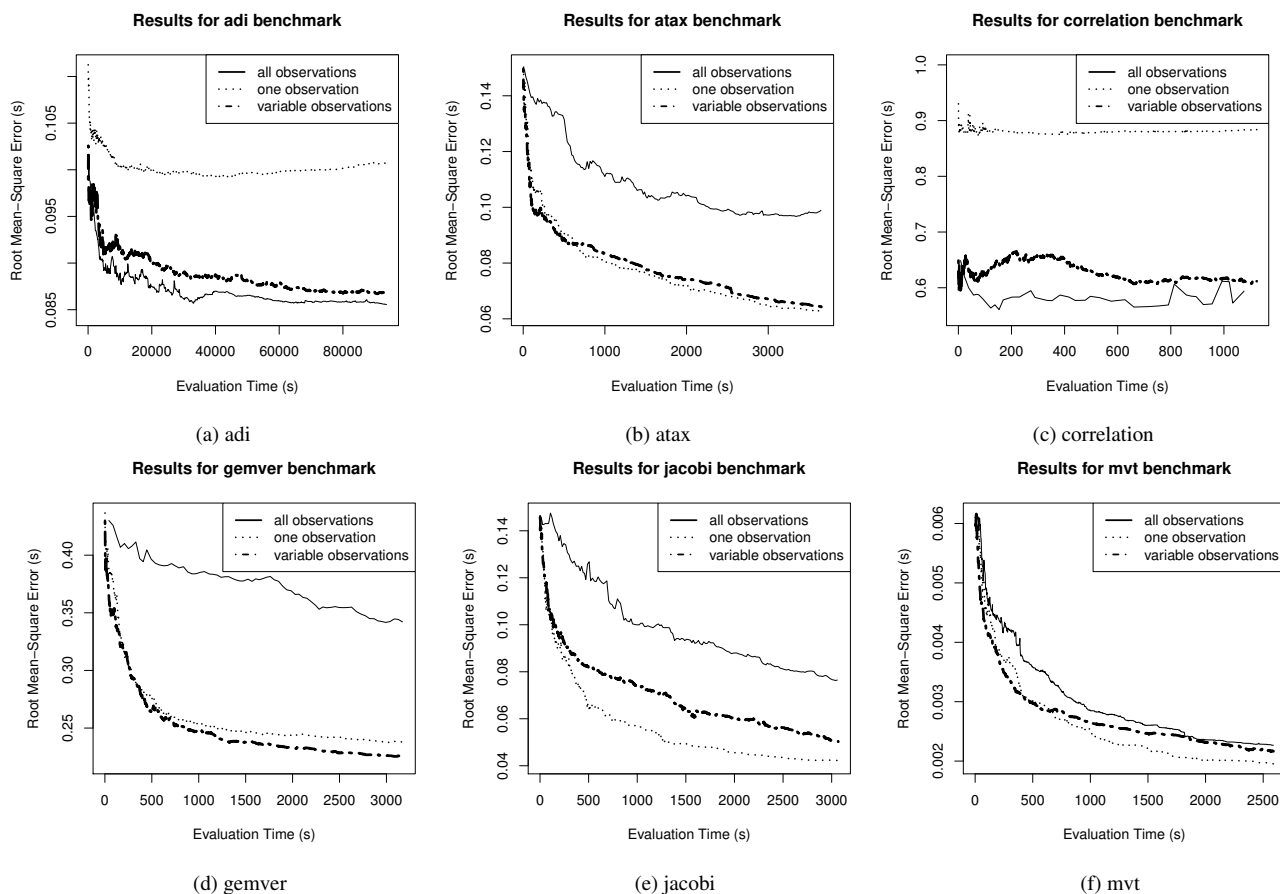 Results for adi benchmark
Root Mean−Square Error (s)
0.085
0.095
0.105
all observations
one observation
variable observations
0
20000
40000
60000
80000
Evaluation Time (s)
(a) adi
Results for atax benchmark
Root Mean−Square Error (s)
0.06
0.08
0.10
0.12
0.14
all observations
one observation
variable observations
0
1000
2000
3000
Evaluation Time (s)
(b) atax
Results for correlation benchmark
Root Mean−Square Error (s)
0.6
0.7
0.8
0.9
1.0
all observations
one observation
variable observations
0
200
400
600
800
1000
Evaluation Time (s)
(c) correlation
Results for gemver benchmark
Root Mean−Square Error (s)
0.25
0.30
0.35
0.40
all observations
one observation
variable observations
0
500
1000
1500
2000
2500
3000
Evaluation Time (s)
(d) gemver
Results for jacobi benchmark
Root Mean−Square Error (s)
0.04
0.06
0.08
0.10
0.12
0.14
all observations
one observation
variable observations
0
500
1000
1500
2000
2500
3000
Evaluation Time (s)
(e) jacobi
Results for mvt benchmark
Root Mean−Square Error (s)
0.002
0.003
0.004
0.005
0.006
all observations
one observation
variable observations
0
500
1000
1500
2000
2500
Evaluation Time (s)
(f) mvt